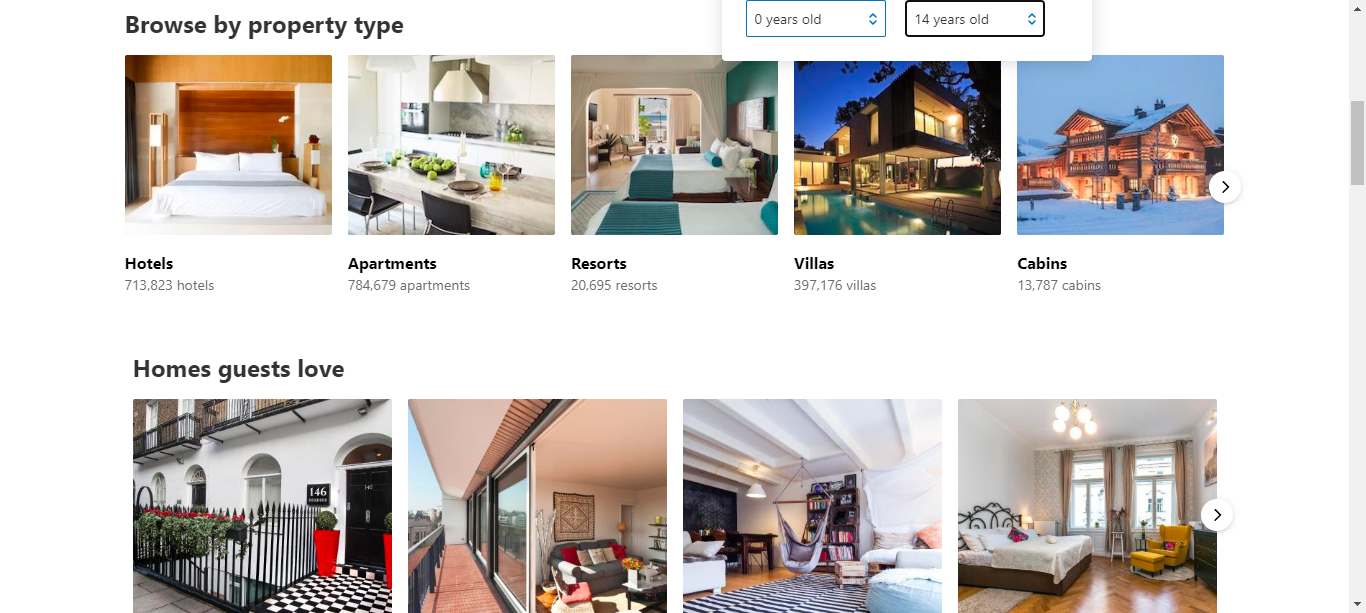 0 years old
14 years old
Browse by property type
Hotels
713,823 hotels
Apartments
784,679 apartments
Resorts
20,695 resorts
Villas
397,176 villas
Cabins
13,787 cabins
Homes guests love
146
140